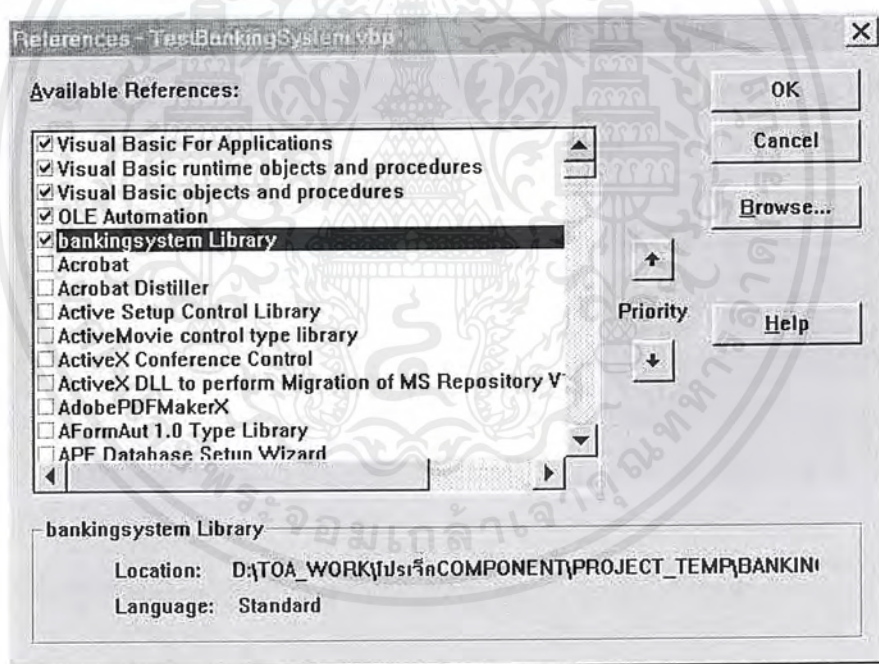 References - TestBankingSystem.vbp
Available References:
Visual Basic For Applications
Visual Basic runtime objects and procedures
Visual Basic objects and procedures
OLE Automation
bankingsystem Library
Acrobat
Acrobat Distiller
Active Setup Control Library
ActiveMovie control type library
ActiveX Conference Control
ActiveX DLL to perform Migration of MS Repository V
AdobePDFMakerX
AFormAut 1.0 Type Library
APE Database Setup Wizard
OK
Cancel
Browse...
Priority
Help
bankingsystem Library
Location: D:\TOA_WORK\โปรเจ็กCOMPONENT\PROJECT_TEMP\BANKIN
Language: Standard